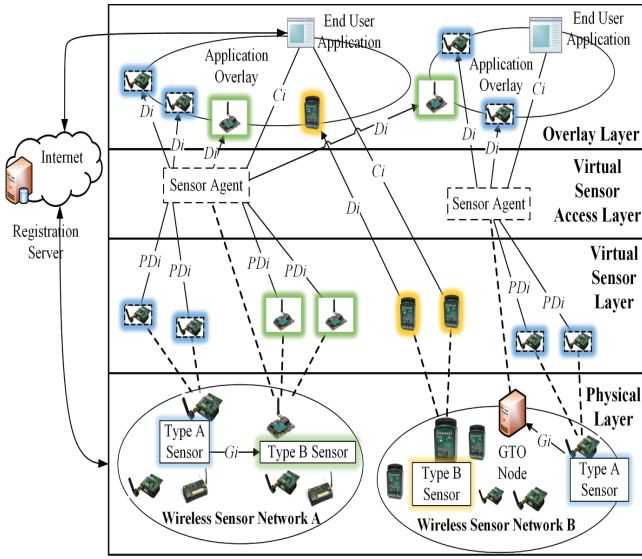 End User
Application
End User
Application
Application
Overlay
Application
Overlay
Ci
Ci
Di
Di
Di
Di
Di
Di
Overlay Layer
Internet
Registration
Server
Sensor Agent
Ci
Di
Sensor Agent
Virtual
Sensor
Access Layer
PDi
PDi
PDi
PDi
PDi
PDi
Virtual
Sensor
Layer
Physical
Layer
Type A
Sensor
Gi
Type B Sensor
Wireless Sensor Network A
Type B
Sensor
GTO
Node
Gi
Type A
Sensor
Wireless Sensor Network B